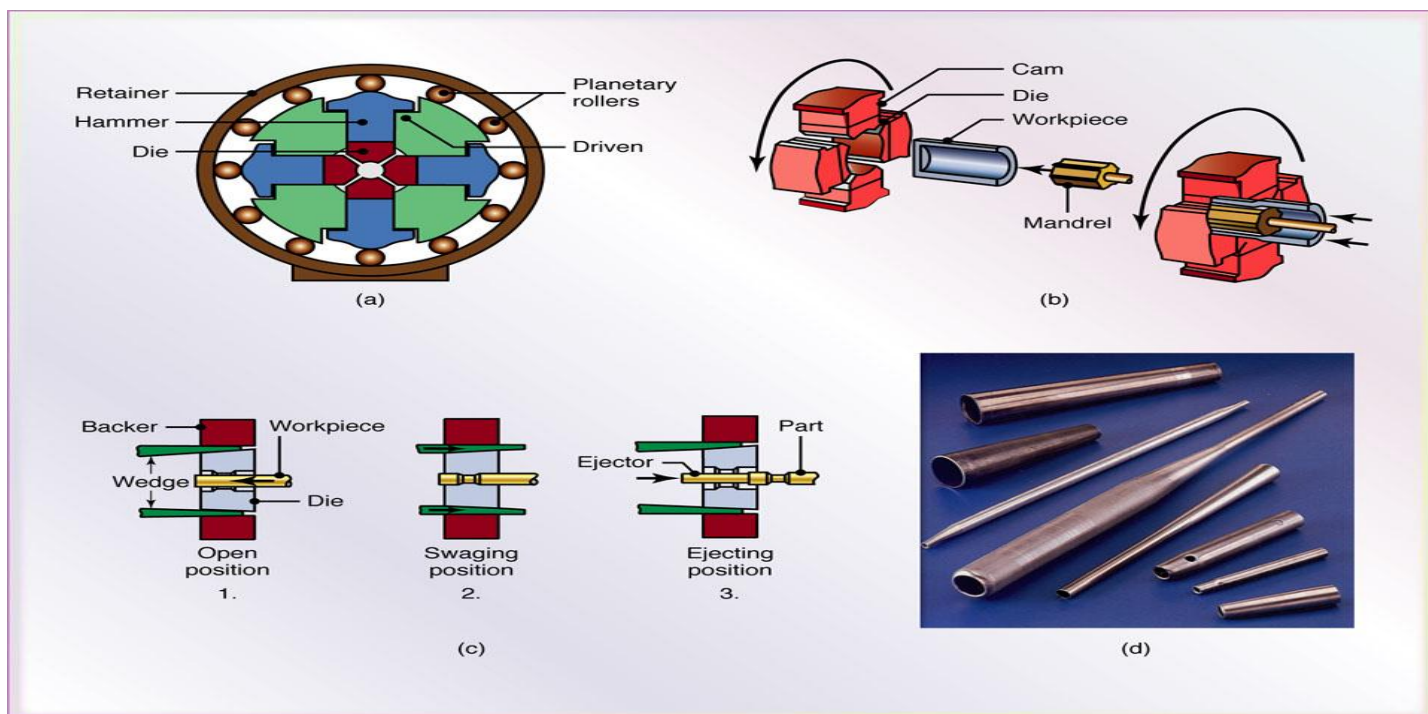 Retainer
Hammer
Die
Planetary
rollers
Driven
(a)
Cam
Die
Workpiece
Mandrel
(b)
Backer
Workpiece
Wedge
Die
Open
position
1.
Swaging
position
2.
Ejector
Part
Ejecting
position
3.
(c)
(d)